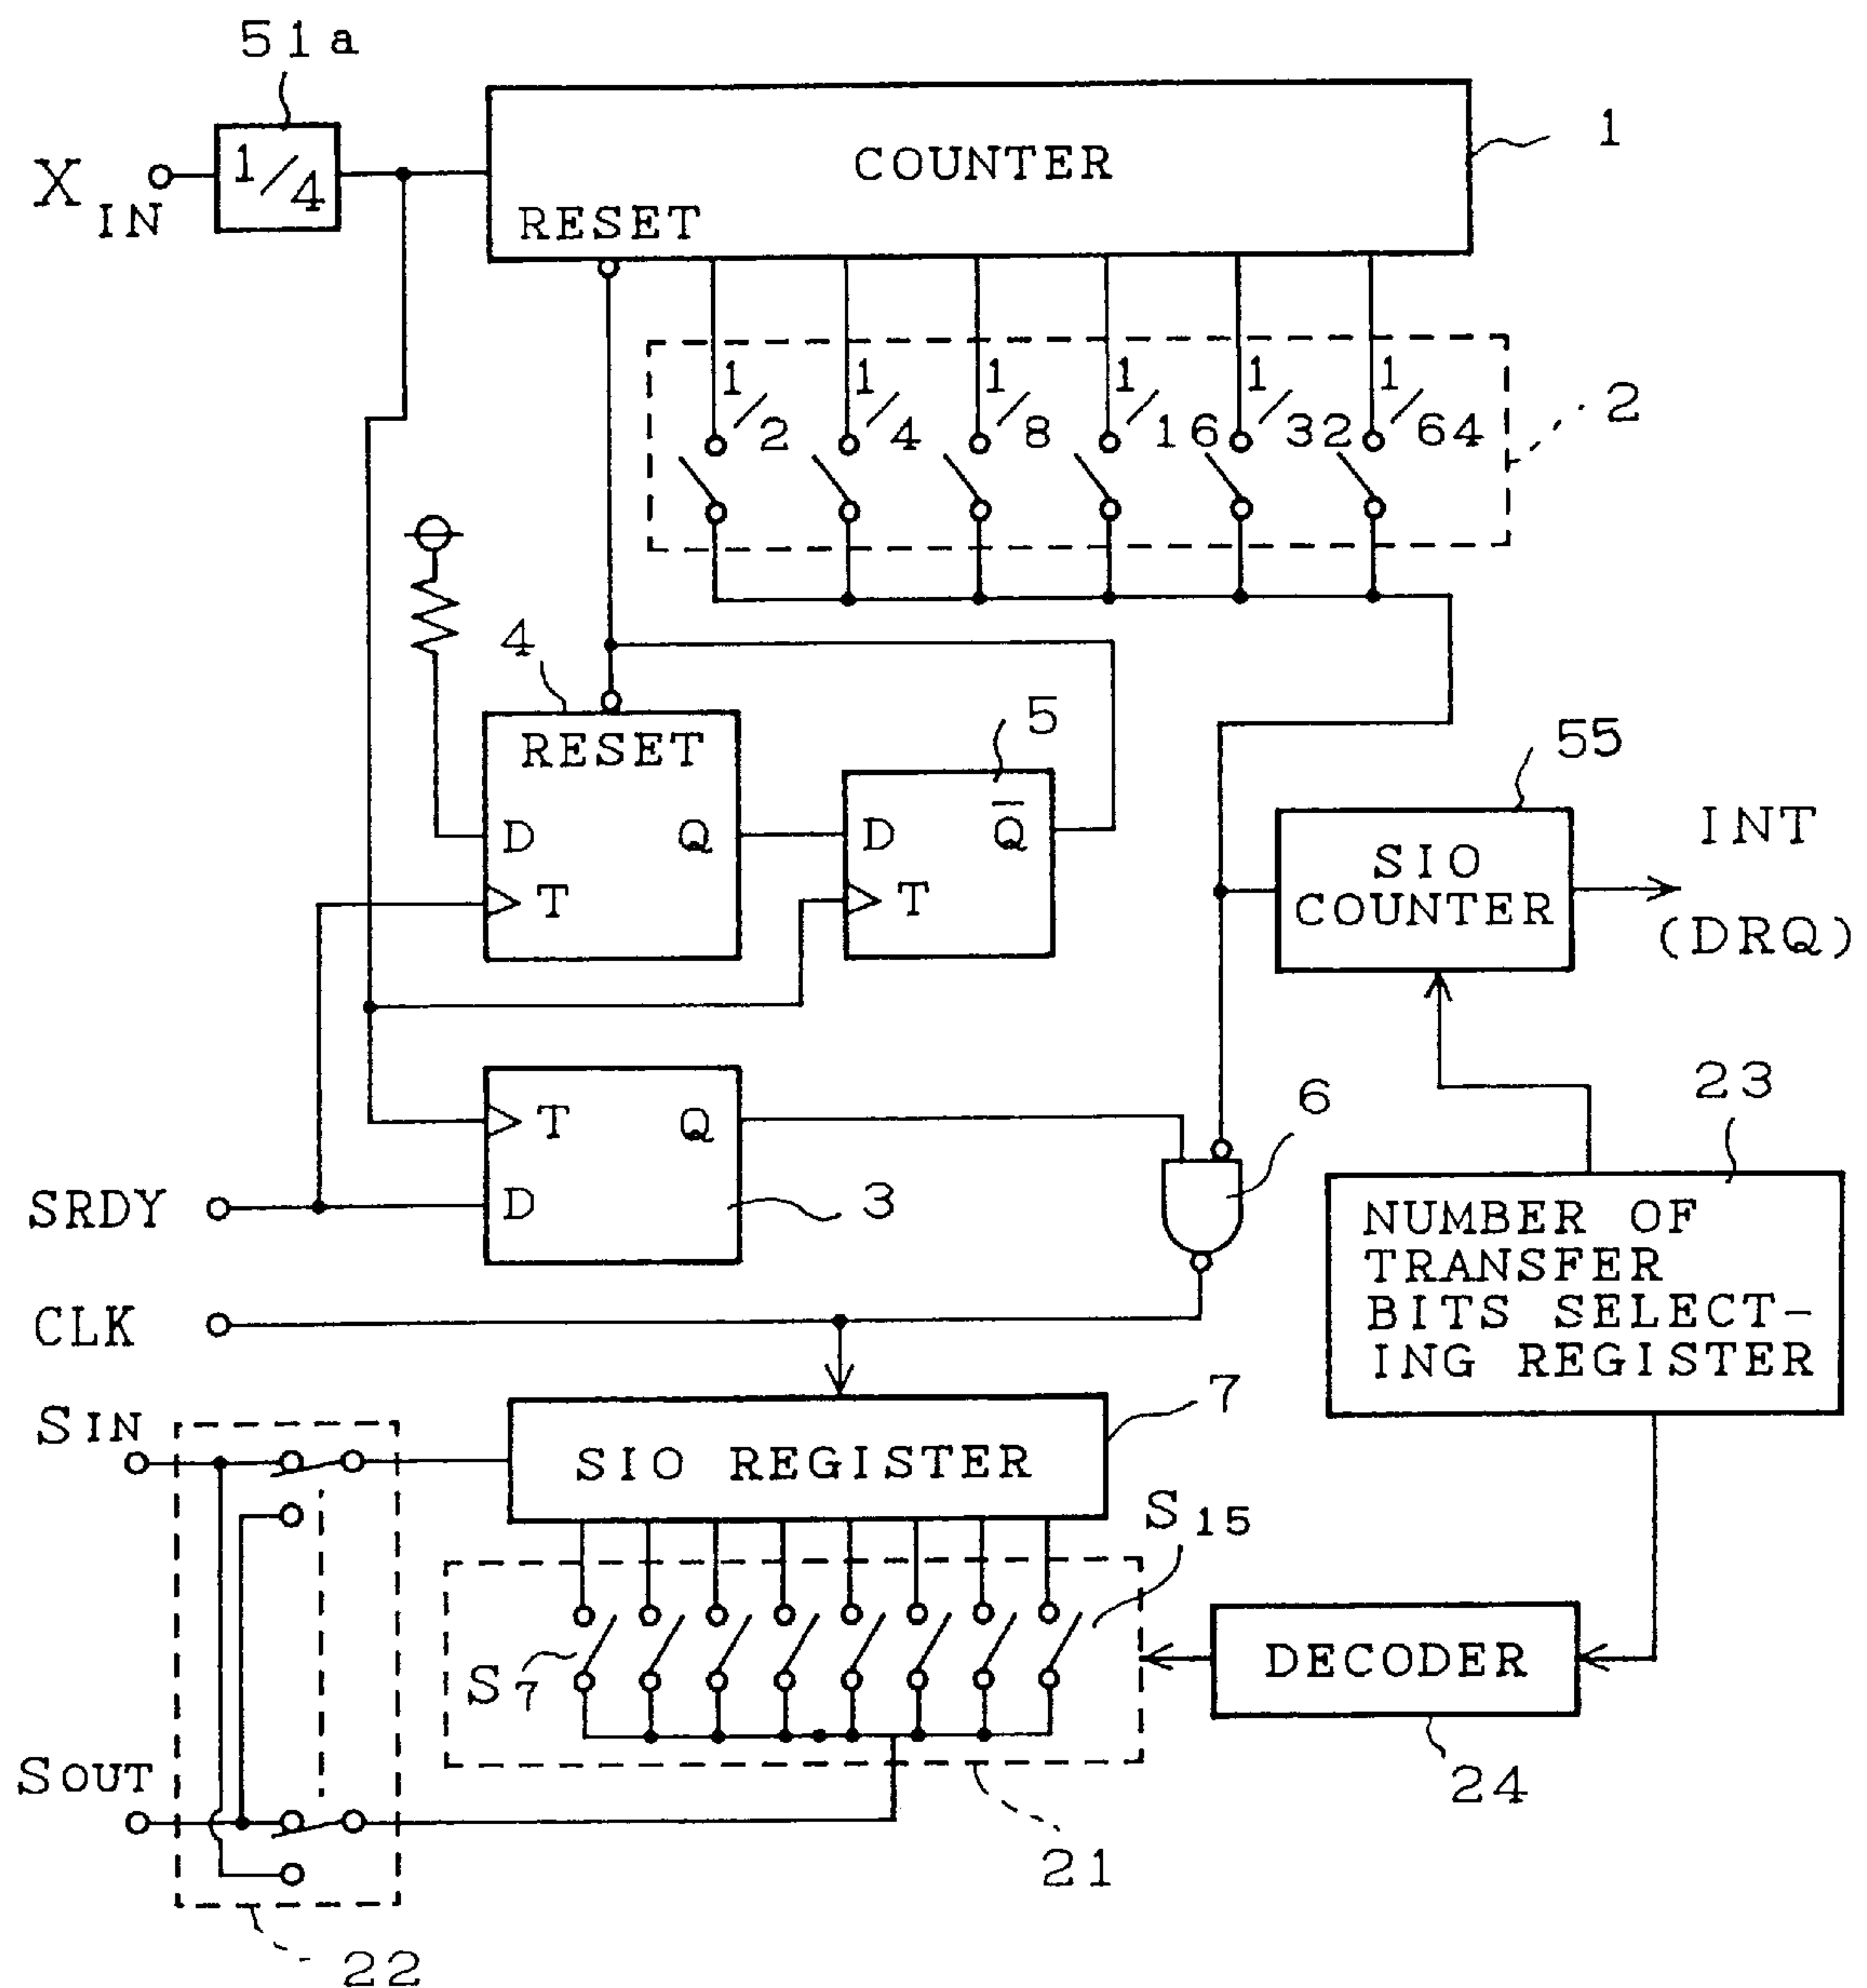 51a
1/4
X IN
COUNTER
RESET
1
1/2 1/4 1/8 1/16 1/32 1/64
2
4
RESET
D Q
T
5
D Q̅
T
55
SIO
COUNTER
INT
(DRQ)
T Q
D
3
6
23
SRDY
NUMBER OF
TRANSFER
BITS SELECT-
ING REGISTER
CLK
7
SIN
SIO REGISTER
S15
S7
DECODER
24
SOUT
21
22